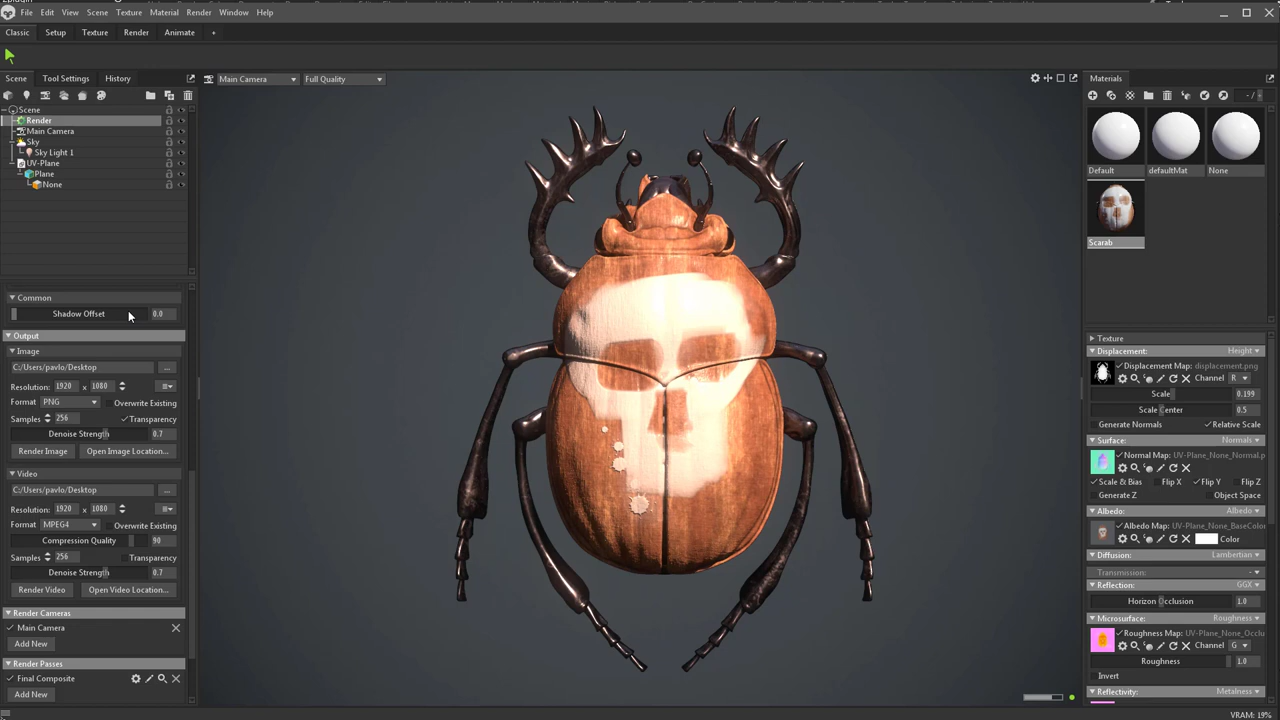 File Edit View Scene Texture Material Render Window Help
Classic Setup Texture Render Animate +
Scene Tool Settings History
Main Camera Full Quality
Scene
Render
Main Camera
Sky
Sky Light 1
UV-Plane
Plane
None
Common
Shadow Offset 0.0
Output
Image
C:/Users/pavlo/Desktop ...
Resolution: 1920 x 1080
Format PNG Overwrite Existing
Samples 256 Transparency
Denoise Strength 0.7
Render Image Open Image Location...
Video
C:/Users/pavlo/Desktop ...
Resolution: 1920 x 1080
Format MPEG4 Overwrite Existing
Compression Quality 90
Samples 256 Transparency
Denoise Strength 0.7
Render Video Open Video Location...
Render Cameras
Main Camera
Add New
Render Passes
Final Composite
Add New
Materials
Default defaultMat None
Scarab
Texture
Displacement: Height
Displacement Map: displacement.png
Channel R
Scale 0.199
Scale Center 0.5
Generate Normals Relative Scale
Surface: Normals
Normal Map: UV-Plane_None_Normal.p
Scale & Bias Flip X Flip Y Flip Z
Generate Z Object Space
Albedo: Albedo
Albedo Map: UV-Plane_None_BaseColor
Color
Diffusion: Lambertian
Transmission: -
Reflection: GGX
Horizon Occlusion 1.0
Microsurface: Roughness
Roughness Map: UV-Plane_None_Occlu
Channel G
Roughness 1.0
Invert
Reflectivity: Metalness
VRAM: 19%